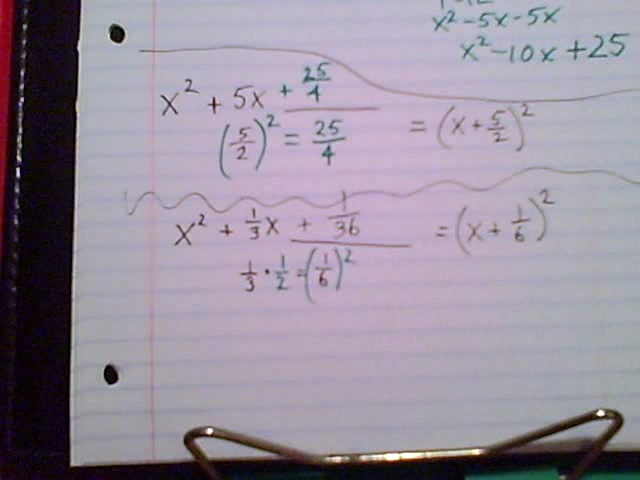 x² - 5x - 5x
x² - 10x + 25
x² + 5x + 25/4 = (x + 5/2)²
(5/2)² = 25/4
x² + 1/3x + 1/36 = (x + 1/6)²
1/3 · 1/2 = (1/6)²